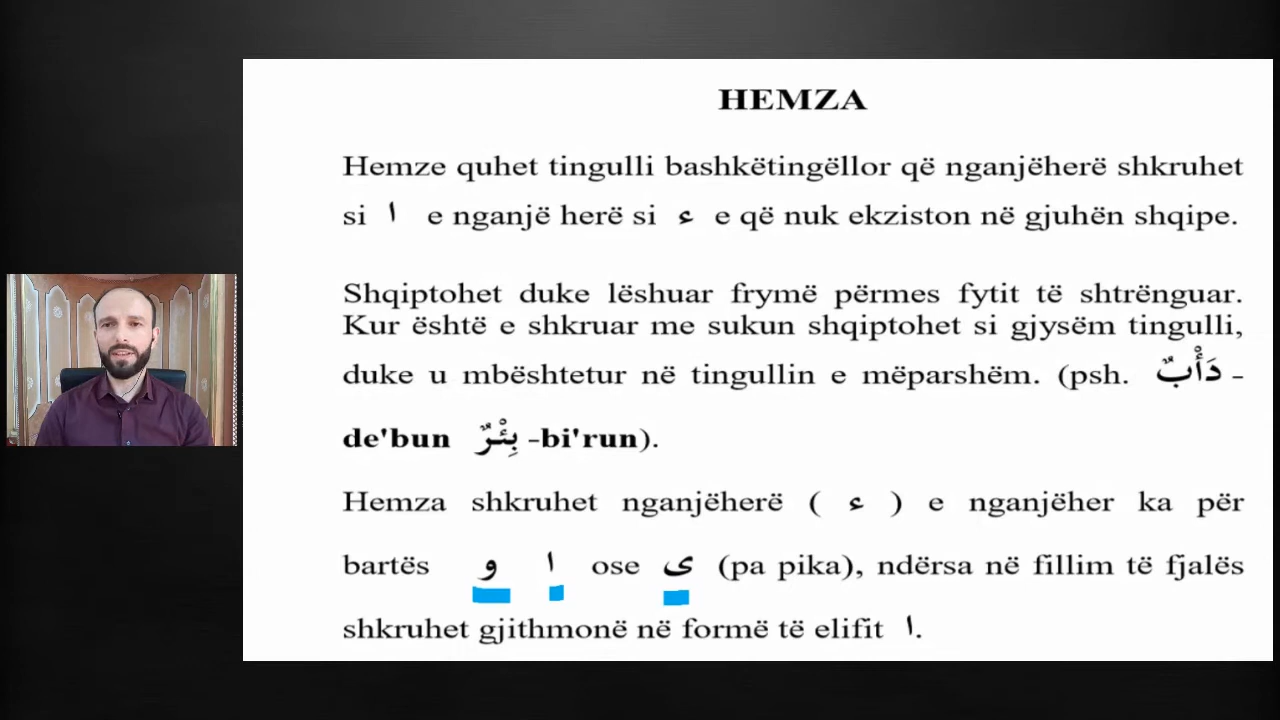 HEMZA
Hemze quhet tingulli bashkëtingëllor që nganjëherë shkruhet
si ا e nganjë herë si ء e që nuk ekziston në gjuhën shqipe.
Shqiptohet duke lëshuar frymë përmes fytit të shtrënguar.
Kur është e shkruar me sukun shqiptohet si gjysëm tingulli,
duke u mbështetur në tingullin e mëparshëm. (psh. دَأْبٌ -
de'bun بِئْرٌ -bi'run).
Hemza shkruhet nganjëherë ( ء ) e nganjëher ka për
bartës و ا ose ى (pa pika), ndërsa në fillim të fjalës
shkruhet gjithmonë në formë të elifit ا.